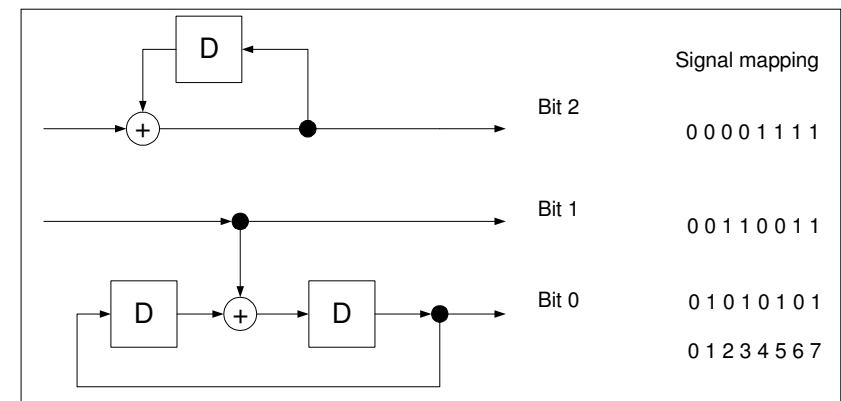 D
Signal mapping
Bit 2
+
0 0 0 0 1 1 1 1
Bit 1
0 0 1 1 0 0 1 1
D
+
D
Bit 0
0 1 0 1 0 1 0 1
0 1 2 3 4 5 6 7